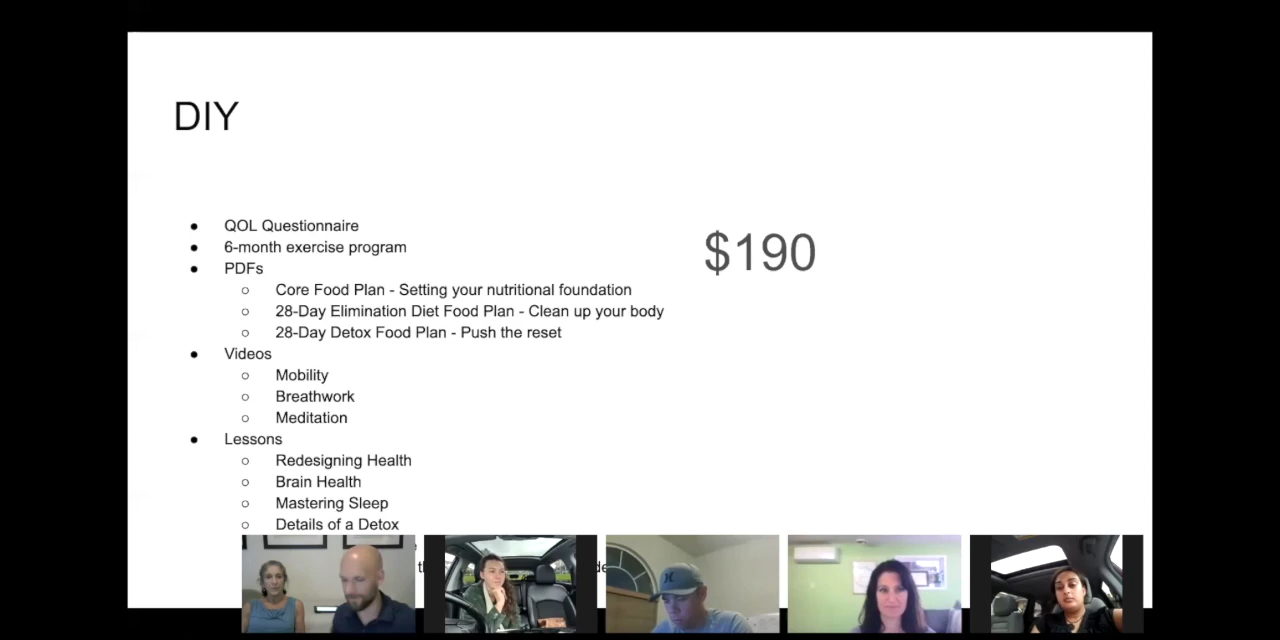 DIY
QOL Questionnaire
$190
6-month exercise program
PDFs
Core Food Plan - Setting your nutritional foundation
28-Day Elimination Diet Food Plan - Clean up your body
28-Day Detox Food Plan - Push the reset
Videos
Mobility
Breathwork
Meditation
Lessons
Redesigning Health
Brain Health
Mastering Sleep
Details of a Detox